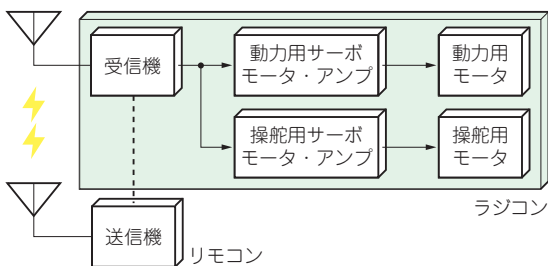 受信機
動力用サーボ
モータ・アンプ
動力用
モータ
操舵用サーボ
モータ・アンプ
操舵用
モータ
ラジコン
送信機
リモコン